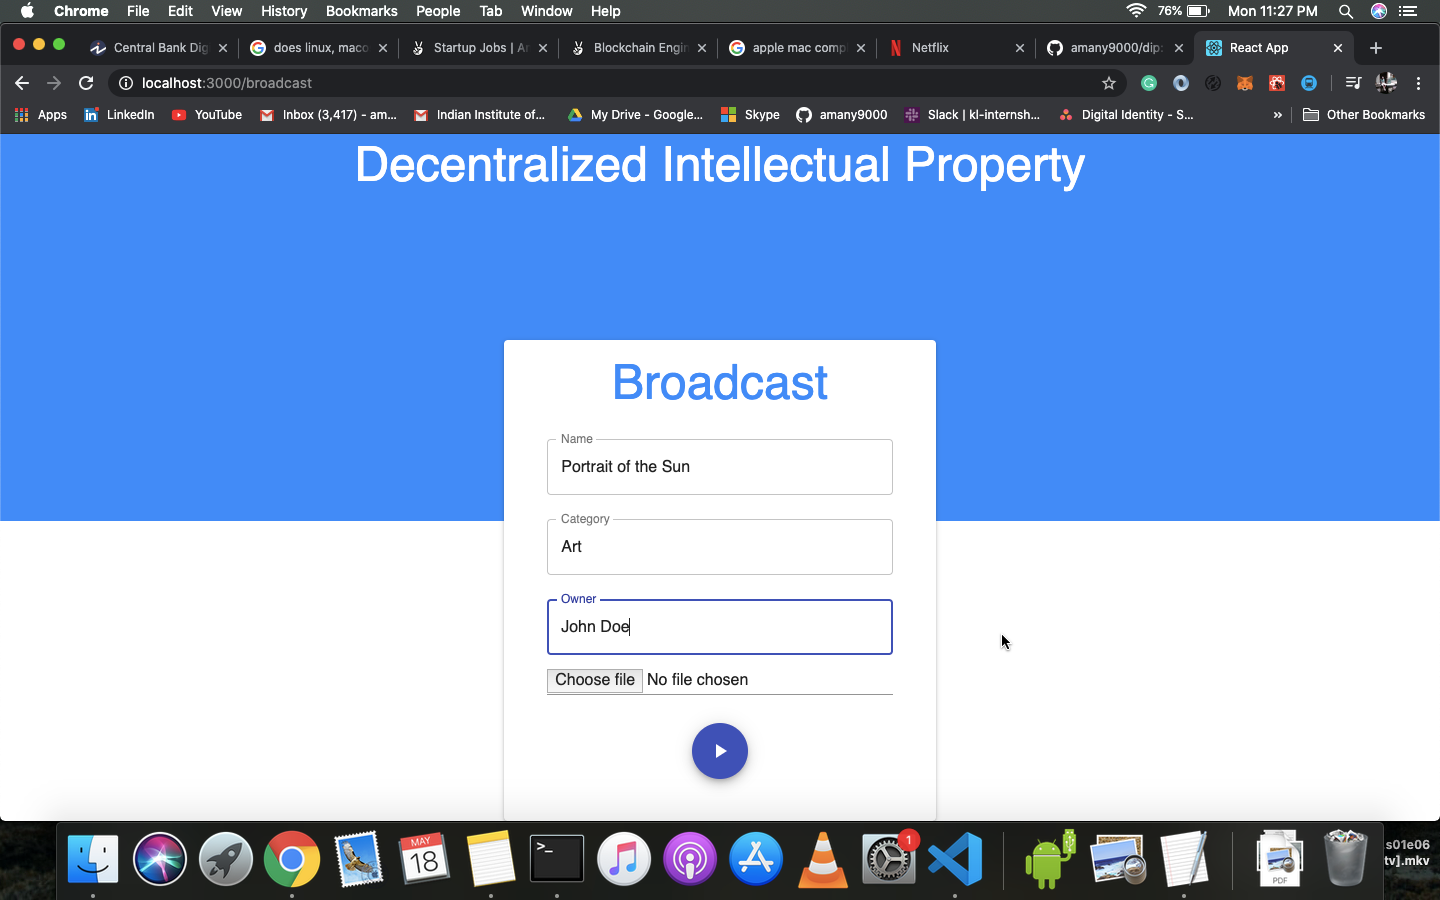 Chrome File Edit View History Bookmarks People Tab Window Help 76% Mon 11:27 PM
Central Bank Dig
does linux, maco
Startup Jobs | Ar
Blockchain Engin
apple mac comp
Netflix
amany9000/dip:
React App
localhost:3000/broadcast
Apps LinkedIn YouTube Inbox (3,417) - am... Indian Institute of... My Drive - Google... Skype amany9000 Slack | kl-internsh... Digital Identity - S... » Other Bookmarks
Decentralized Intellectual Property
Broadcast
Name
Portrait of the Sun
Category
Art
Owner
John Doe
Choose file No file chosen
MAY
18
>_
1
PDF
s01e06
tv].mkv